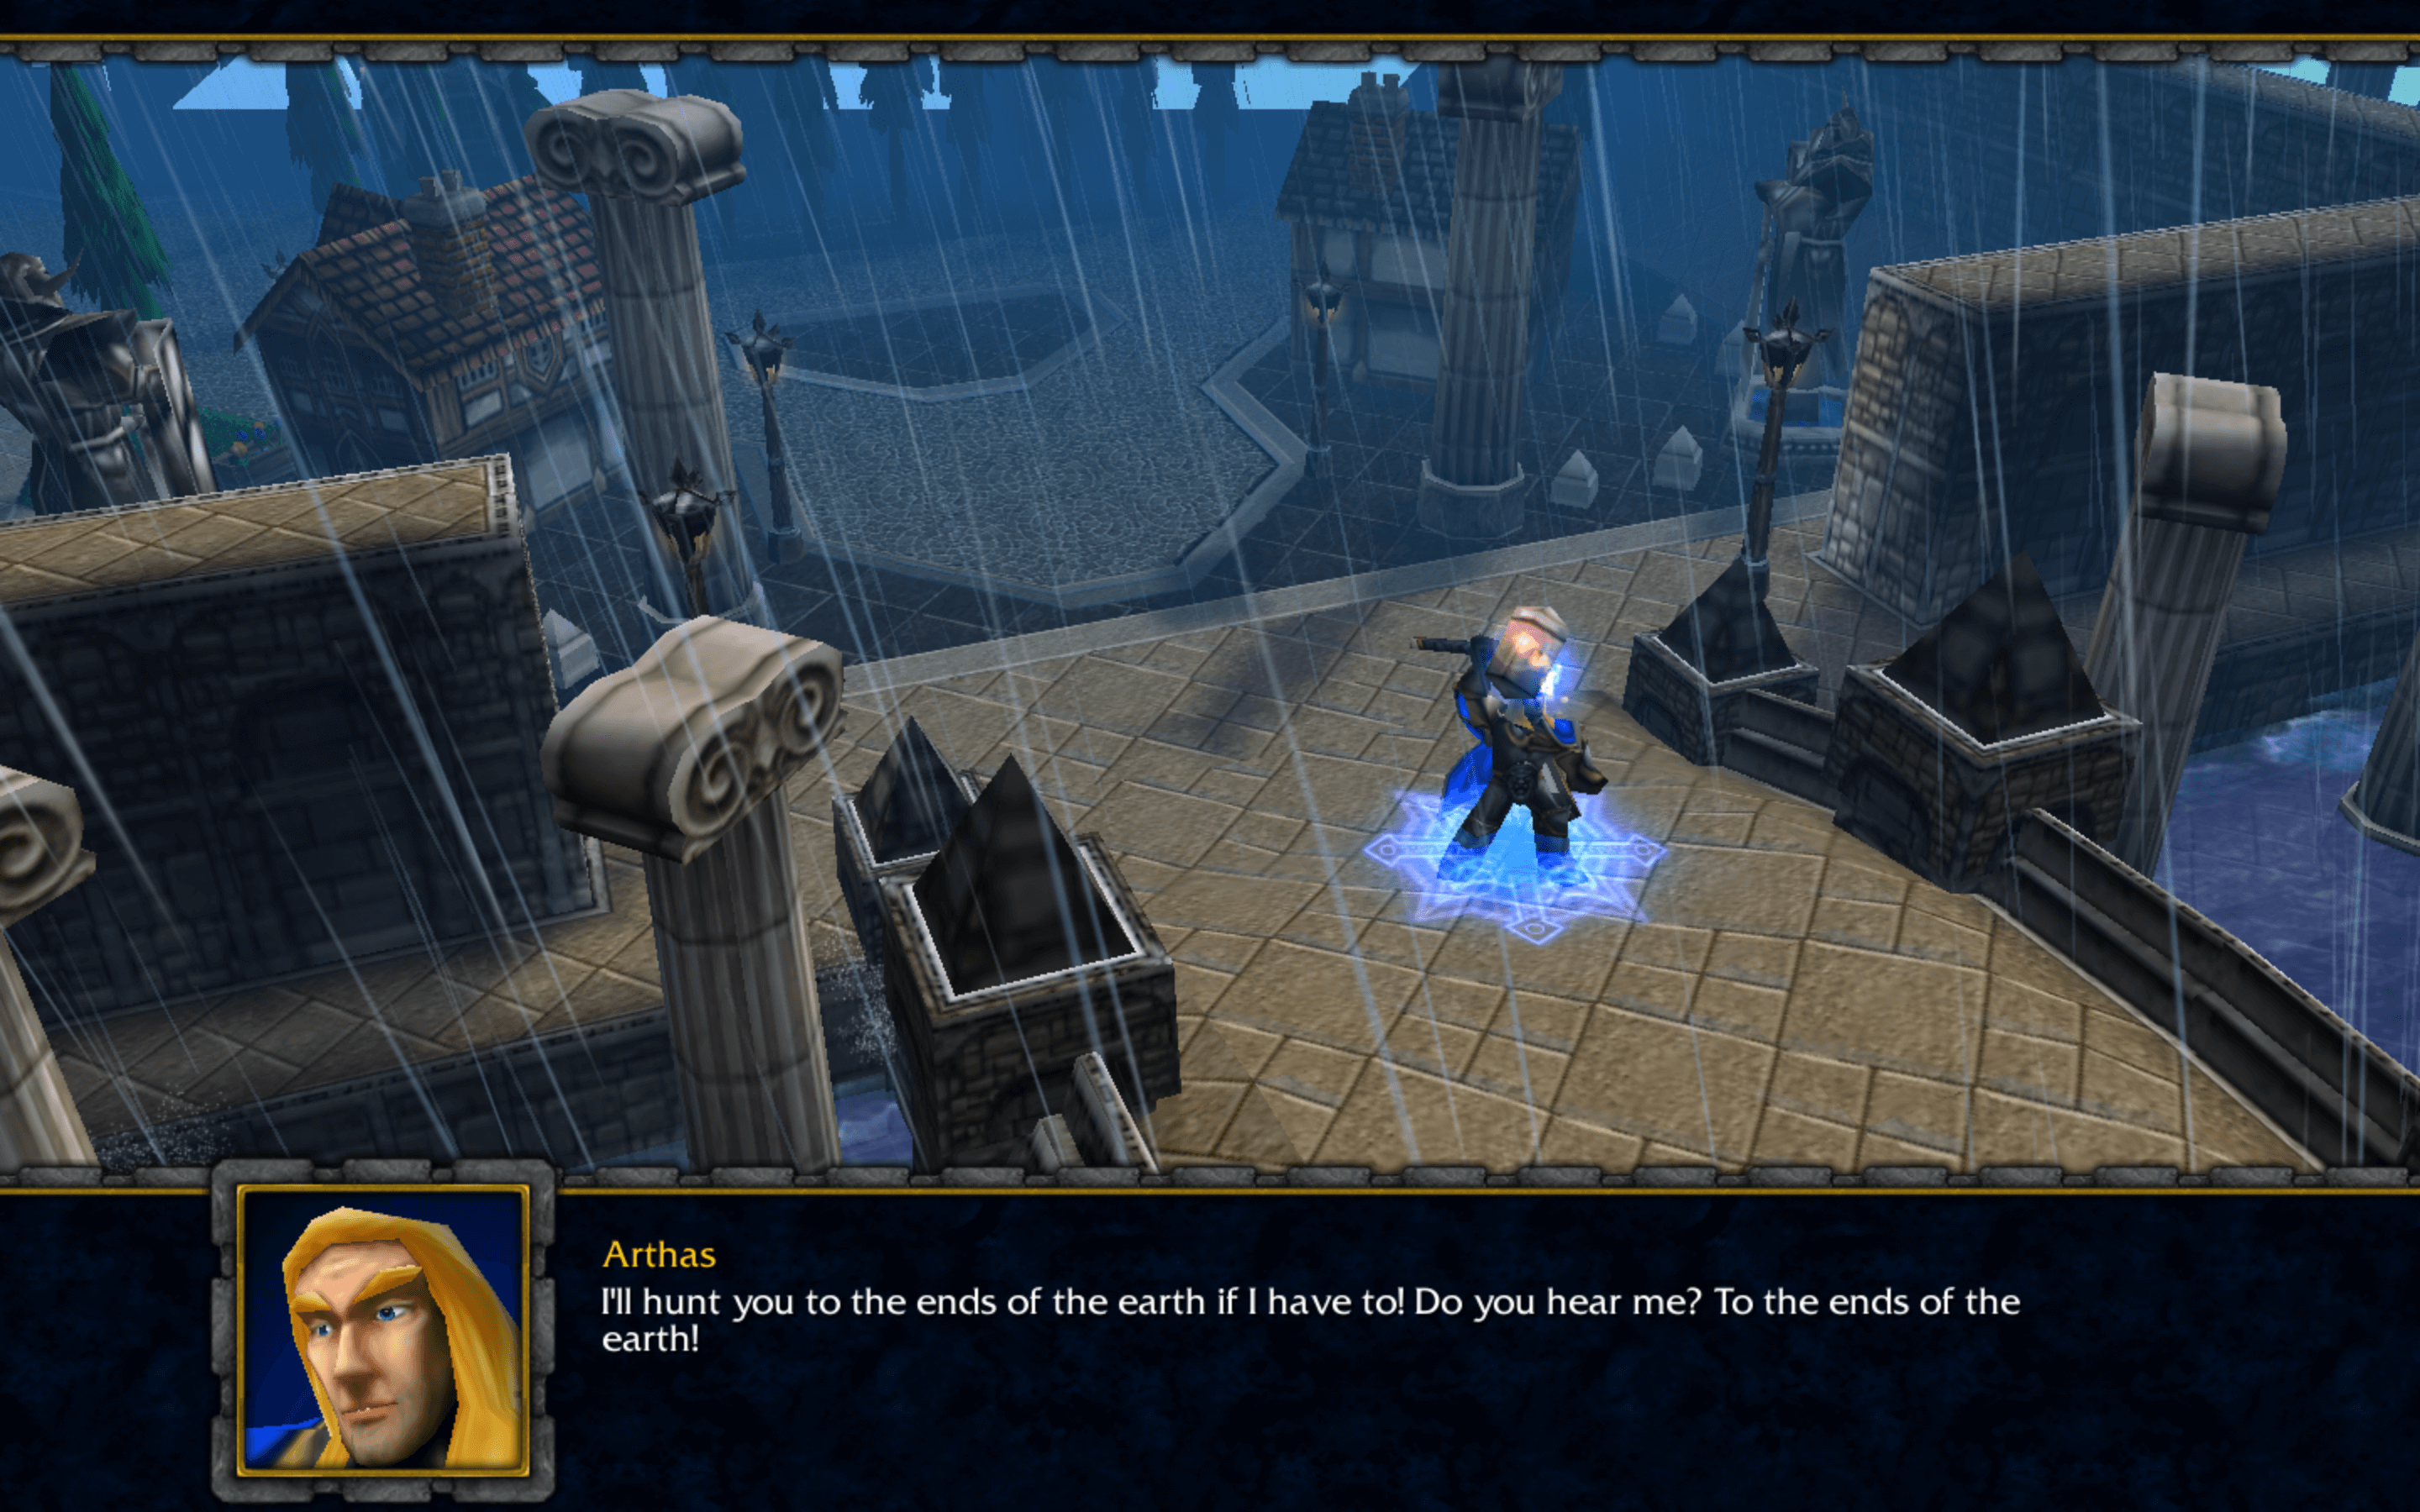 Arthas
I'll hunt you to the ends of the earth if I have to! Do you hear me? To the ends of the
earth!